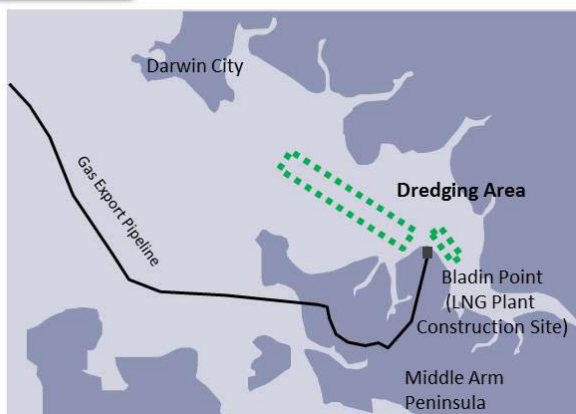 Darwin City
Gas Export Pipeline
Dredging Area
Bladin Point
(LNG Plant
Construction Site)
Middle Arm
Peninsula